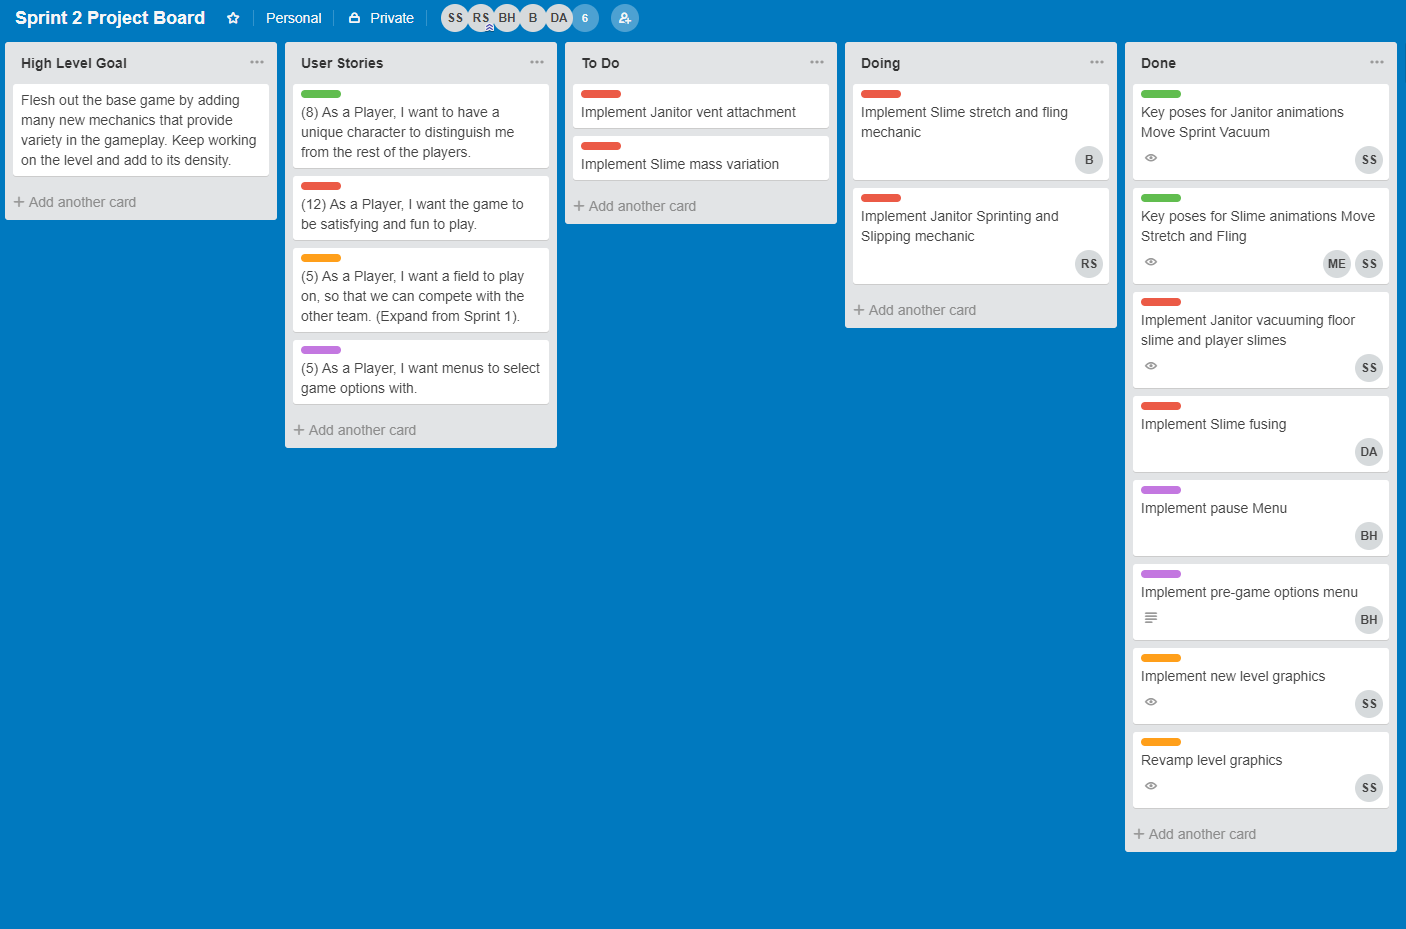 Sprint 2 Project Board Personal Private SS RS BH B DA 6
High Level Goal
Flesh out the base game by adding
many new mechanics that provide
variety in the gameplay. Keep working
on the level and add to its density.
+ Add another card
User Stories
(8) As a Player, I want to have a
unique character to distinguish me
from the rest of the players.
(12) As a Player, I want the game to
be satisfying and fun to play.
(5) As a Player, I want a field to play
on, so that we can compete with the
other team. (Expand from Sprint 1).
(5) As a Player, I want menus to select
game options with.
+ Add another card
To Do
Implement Janitor vent attachment
Implement Slime mass variation
+ Add another card
Doing
Implement Slime stretch and fling
mechanic
B
Implement Janitor Sprinting and
Slipping mechanic
RS
+ Add another card
Done
Key poses for Janitor animations
Move Sprint Vacuum
SS
Key poses for Slime animations Move
Stretch and Fling
ME SS
Implement Janitor vacuuming floor
slime and player slimes
SS
Implement Slime fusing
DA
Implement pause Menu
BH
Implement pre-game options menu
BH
Implement new level graphics
SS
Revamp level graphics
SS
+ Add another card